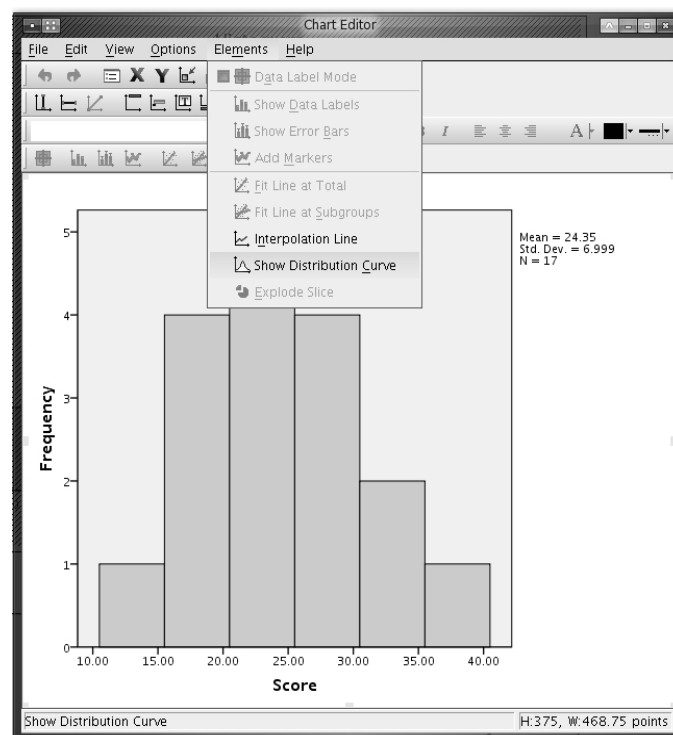 Chart Editor
File Edit View Options Elements Help
X Y
Data Label Mode
Show Data Labels
Show Error Bars
I
A
Add Markers
Fit Line at Total
Fit Line at Subgroups
Interpolation Line
Show Distribution Curve
Explode Slice
Mean = 24.35
Std. Dev. = 6.999
N = 17
5
4
3
2
1
0
Frequency
10.00 15.00 20.00 25.00 30.00 35.00 40.00
Score
Show Distribution Curve H:375, W:468.75 points